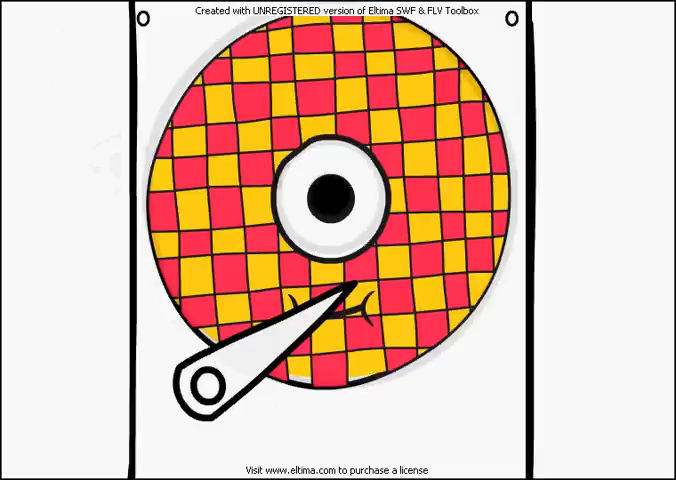 Created with UNREGISTERED version of Eltima SWF & FLV Toolbox
Visit www.eltima.com to purchase a license